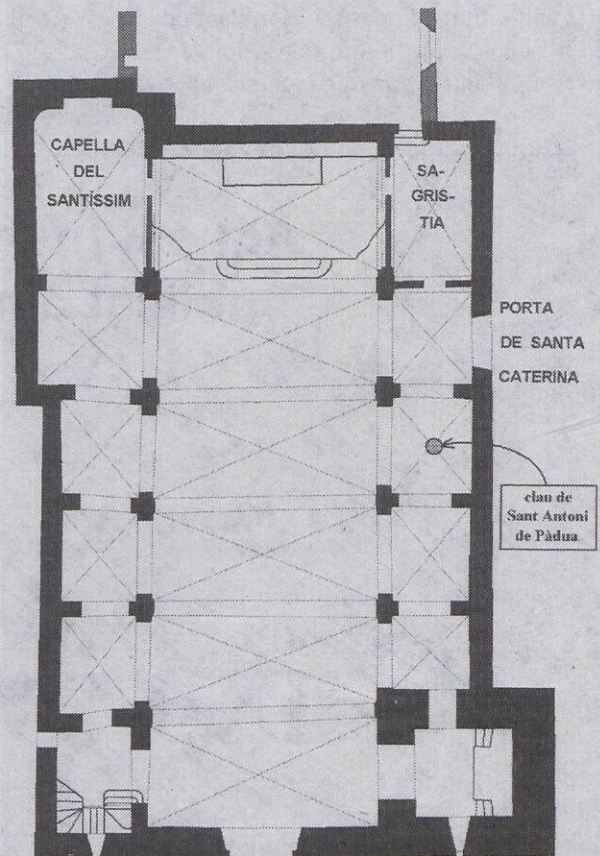 CAPELLA
DEL
SANTÍSSIM
SA-
GRIS-
TIA
PORTA
DE SANTA
CATERINA
clau de
Sant Antoni
de Pàdua